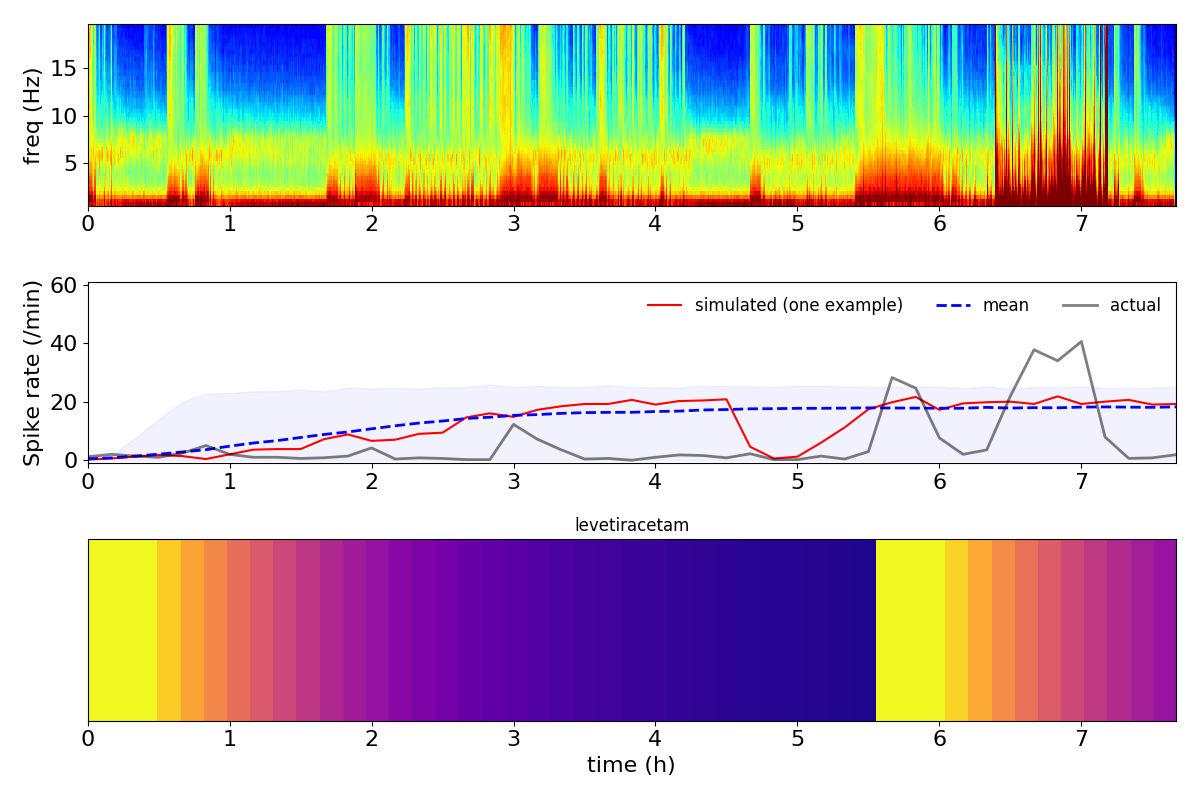 freq (Hz)
15
10
5
0 1 2 3 4 5 6 7
Spike rate (/min)
60
40
20
0
simulated (one example) mean actual
0 1 2 3 4 5 6 7
levetiracetam
0 1 2 3 4 5 6 7
time (h)